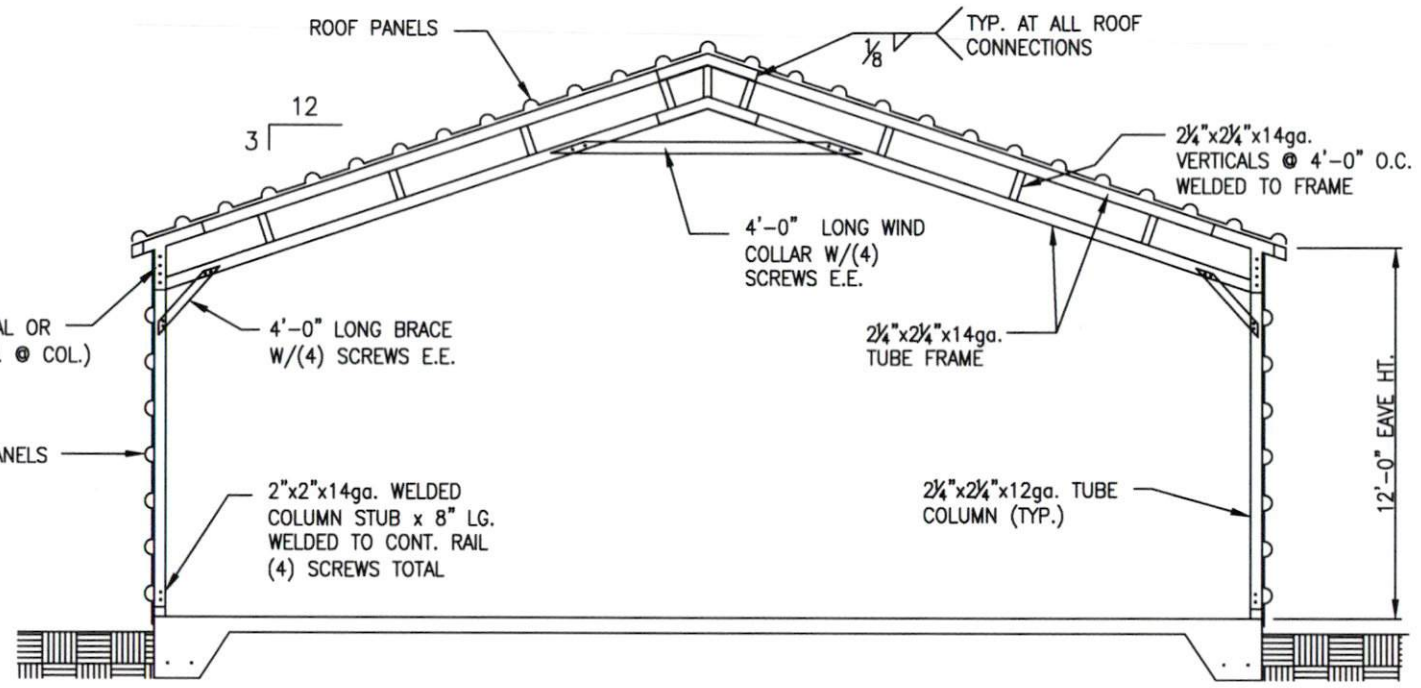 ROOF PANELS
TYP. AT ALL ROOF
CONNECTIONS
1/8
12
3
2¼"x2¼"x14ga.
VERTICALS @ 4'-0" O.C.
WELDED TO FRAME
4'-0" LONG WIND
COLLAR W/(4)
SCREWS E.E.
AL OR
. @ COL.)
4'-0" LONG BRACE
W/(4) SCREWS E.E.
2¼"x2¼"x14ga.
TUBE FRAME
12'-0" EAVE HT.
ANELS
2"x2"x14ga. WELDED
COLUMN STUB x 8" LG.
WELDED TO CONT. RAIL
(4) SCREWS TOTAL
2¼"x2¼"x12ga. TUBE
COLUMN (TYP.)